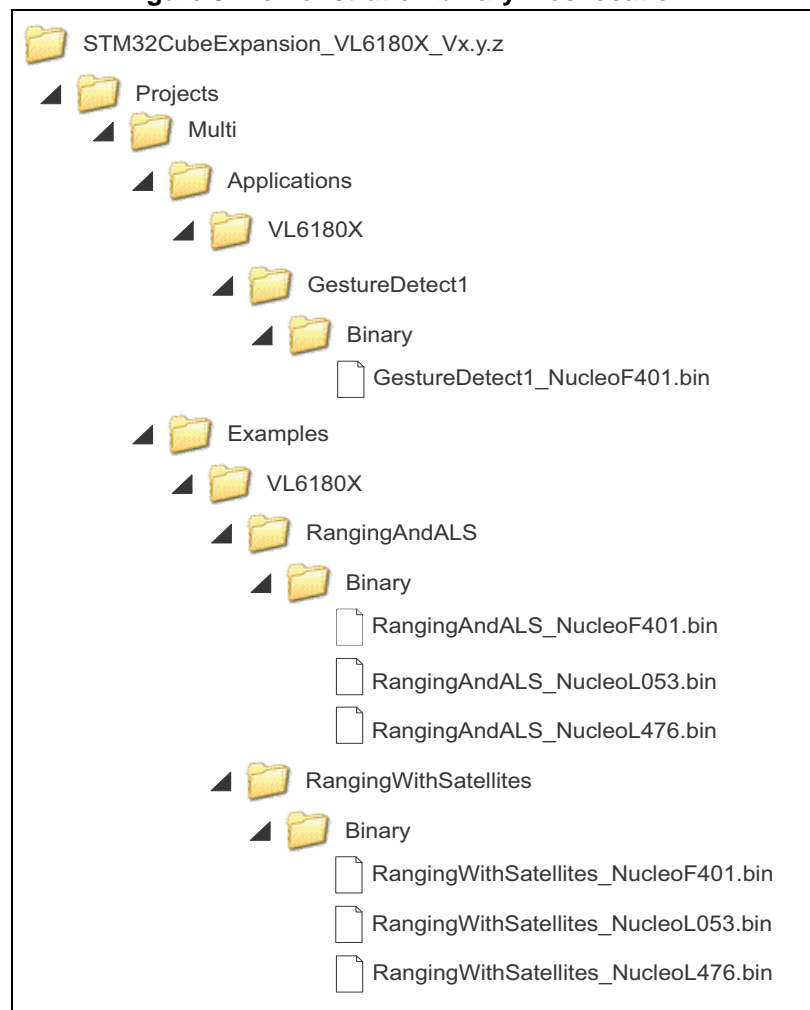 STM32CubeExpansion_VL6180X_Vx.y.z
Projects
Multi
Applications
VL6180X
GestureDetect1
Binary
GestureDetect1_NucleoF401.bin
Examples
VL6180X
RangingAndALS
Binary
RangingAndALS_NucleoF401.bin
RangingAndALS_NucleoL053.bin
RangingAndALS_NucleoL476.bin
RangingWithSatellites
Binary
RangingWithSatellites_NucleoF401.bin
RangingWithSatellites_NucleoL053.bin
RangingWithSatellites_NucleoL476.bin